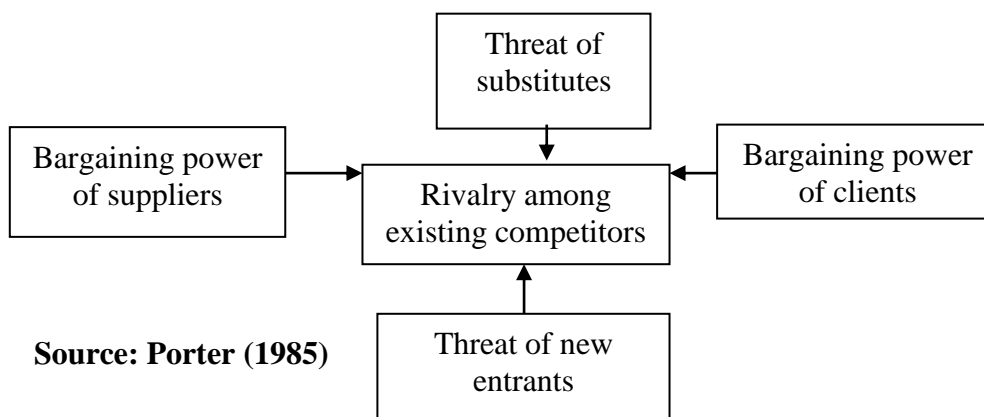 Threat of
substitutes
Bargaining power
of suppliers
Rivalry among
existing competitors
Bargaining power
of clients
Threat of new
entrants
Source: Porter (1985)